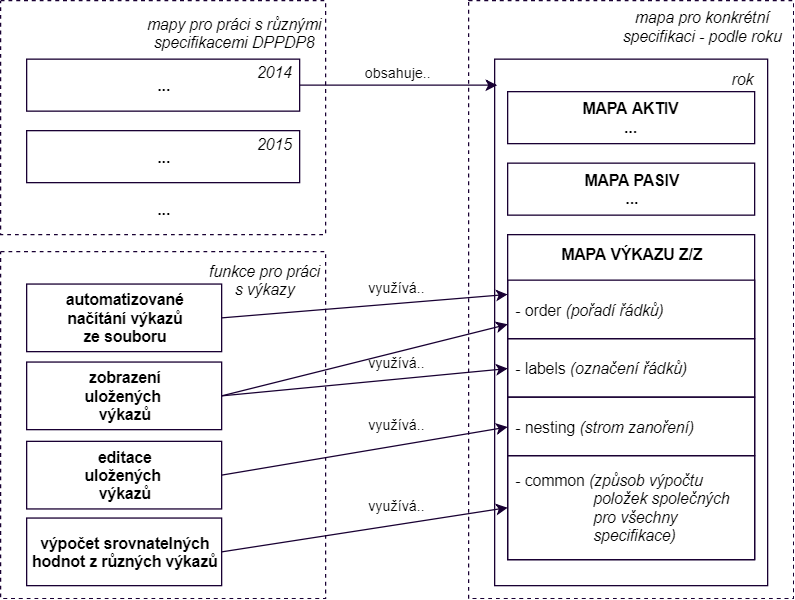 mapy pro práci s různými
specifikacemi DPPDP8
2014
...
2015
...
...
obsahuje..
mapa pro konkrétní
specifikaci - podle roku
rok
MAPA AKTIV
...
MAPA PASIV
...
MAPA VÝKAZU Z/Z
- order (pořadí řádků)
- labels (označení řádků)
- nesting (strom zanoření)
- common (způsob výpočtu
položek společných
pro všechny
specifikace)
funkce pro práci
s výkazy
automatizované
načítání výkazů
ze souboru
využívá..
zobrazení
uložených
výkazů
využívá..
editace
uložených
výkazů
využívá..
výpočet srovnatelných
hodnot z různých výkazů
využívá..